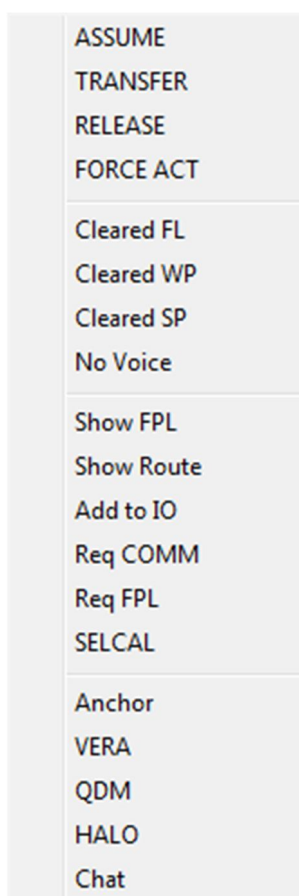 ASSUME
TRANSFER
RELEASE
FORCE ACT
Cleared FL
Cleared WP
Cleared SP
No Voice
Show FPL
Show Route
Add to IO
Req COMM
Req FPL
SELCAL
Anchor
VERA
QDM
HALO
Chat